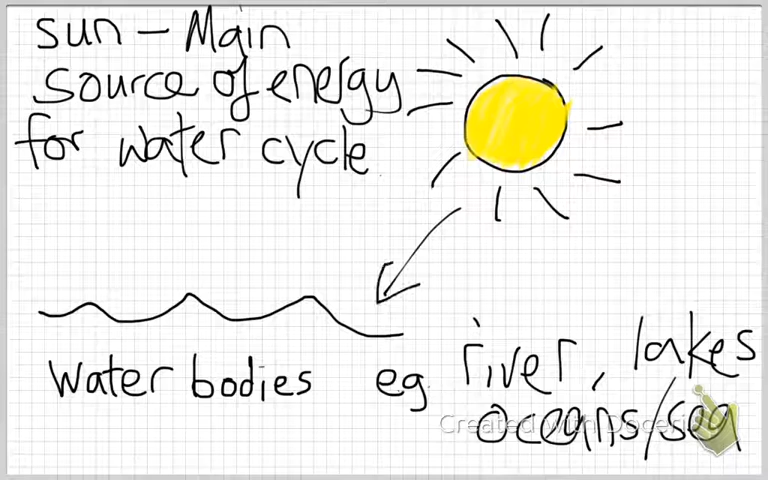 sun – Main
source of energy
for water cycle
water bodies eg. river, lakes
oceans/sea
Created with Doceri